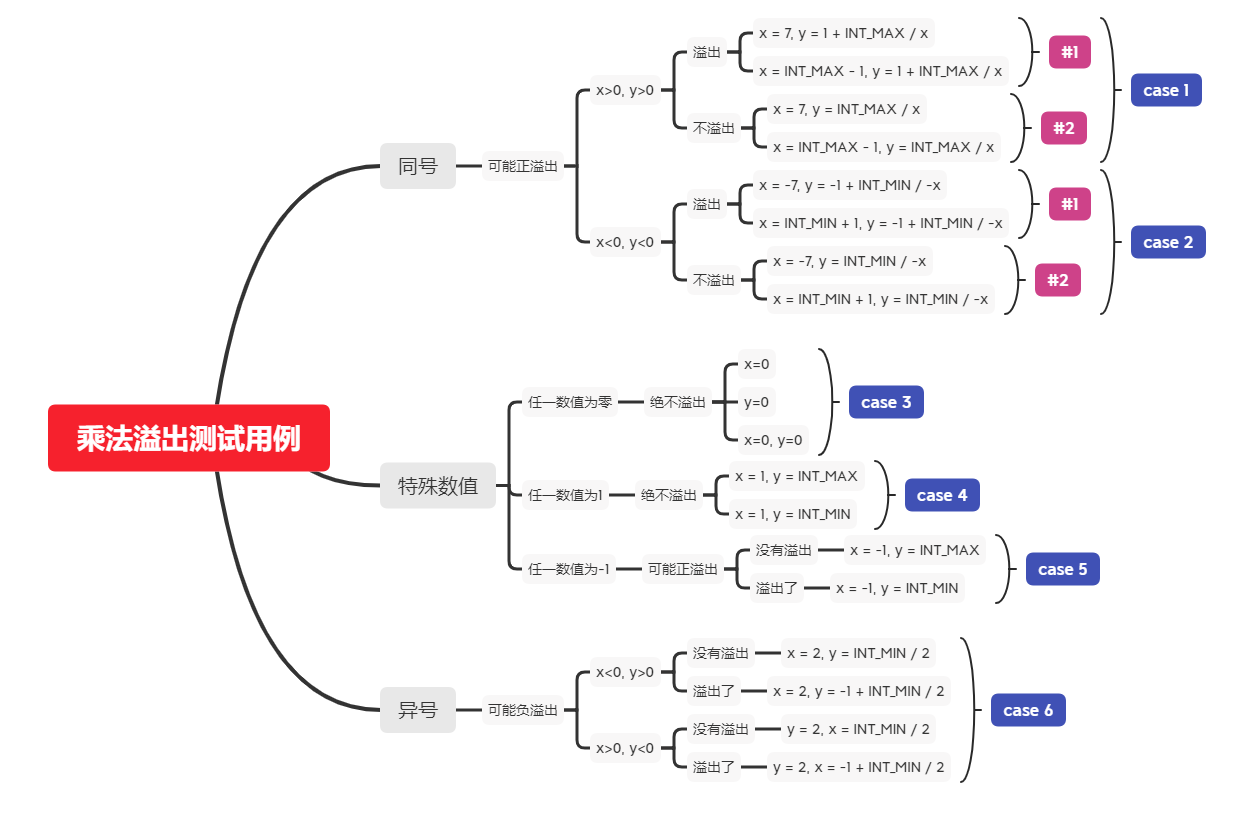 乘法溢出测试用例
同号
可能正溢出
x>0, y>0
溢出
x = 7, y = 1 + INT_MAX / x
x = INT_MAX - 1, y = 1 + INT_MAX / x
#1
不溢出
x = 7, y = INT_MAX / x
x = INT_MAX - 1, y = INT_MAX / x
#2
case 1
x<0, y<0
溢出
x = -7, y = -1 + INT_MIN / -x
x = INT_MIN + 1, y = -1 + INT_MIN / -x
#1
不溢出
x = -7, y = INT_MIN / -x
x = INT_MIN + 1, y = INT_MIN / -x
#2
case 2
特殊数值
任一数值为零
绝不溢出
x=0
y=0
x=0, y=0
case 3
任一数值为1
绝不溢出
x = 1, y = INT_MAX
x = 1, y = INT_MIN
case 4
任一数值为-1
可能正溢出
没有溢出
x = -1, y = INT_MAX
溢出了
x = -1, y = INT_MIN
case 5
异号
可能负溢出
x<0, y>0
没有溢出
x = 2, y = INT_MIN / 2
溢出了
x = 2, y = -1 + INT_MIN / 2
x>0, y<0
没有溢出
y = 2, x = INT_MIN / 2
溢出了
y = 2, x = -1 + INT_MIN / 2
case 6